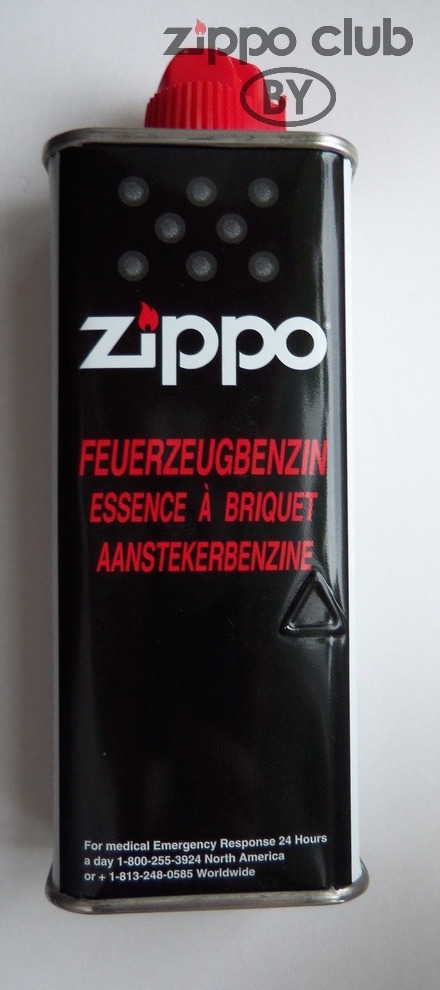 zippo club
BY
zippo
FEUERZEUGBENZIN
ESSENCE À BRIQUET
AANSTEKERBENZINE
For medical Emergency Response 24 Hours
a day 1-800-255-3924 North America
or + 1-813-248-0585 Worldwide